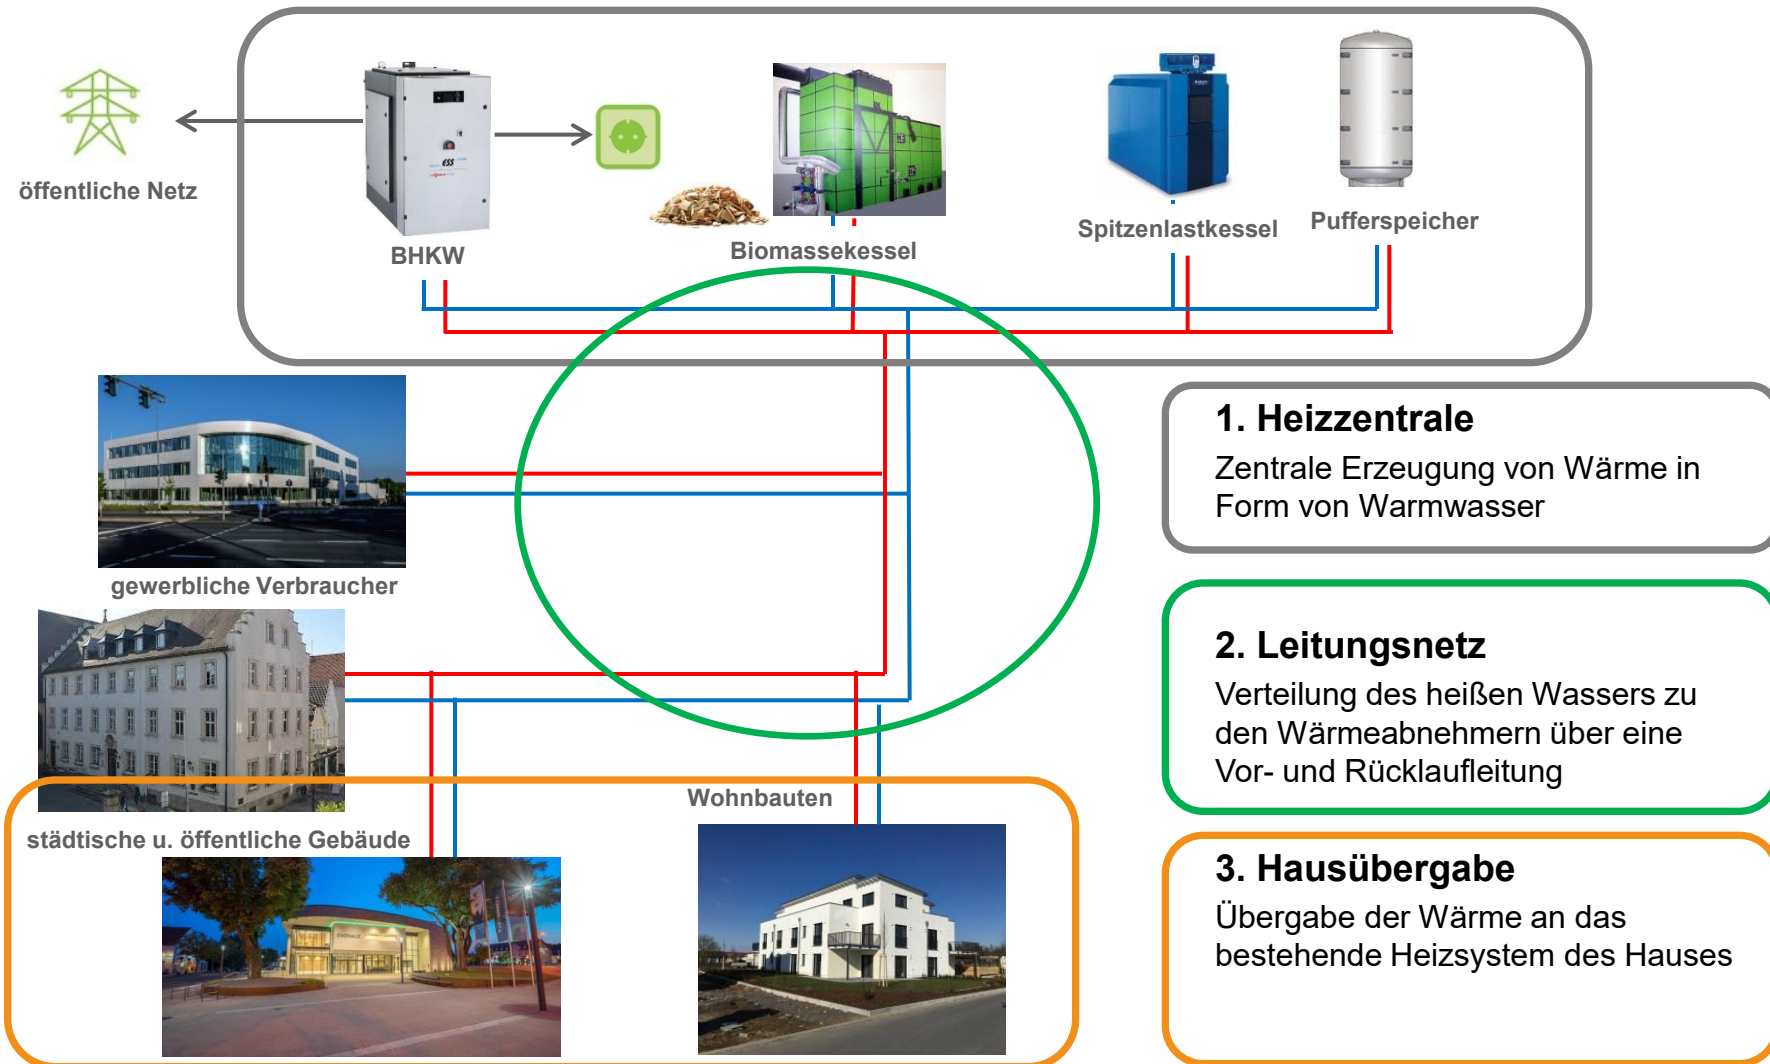 öffentliche Netz
BHKW
ess
Biomassekessel
Spitzenlastkessel
Pufferspeicher
gewerbliche Verbraucher
städtische u. öffentliche Gebäude
Wohnbauten
1. Heizzentrale
Zentrale Erzeugung von Wärme in
Form von Warmwasser
2. Leitungsnetz
Verteilung des heißen Wassers zu
den Wärmeabnehmern über eine
Vor- und Rücklaufleitung
3. Hausübergabe
Übergabe der Wärme an das
bestehende Heizsystem des Hauses